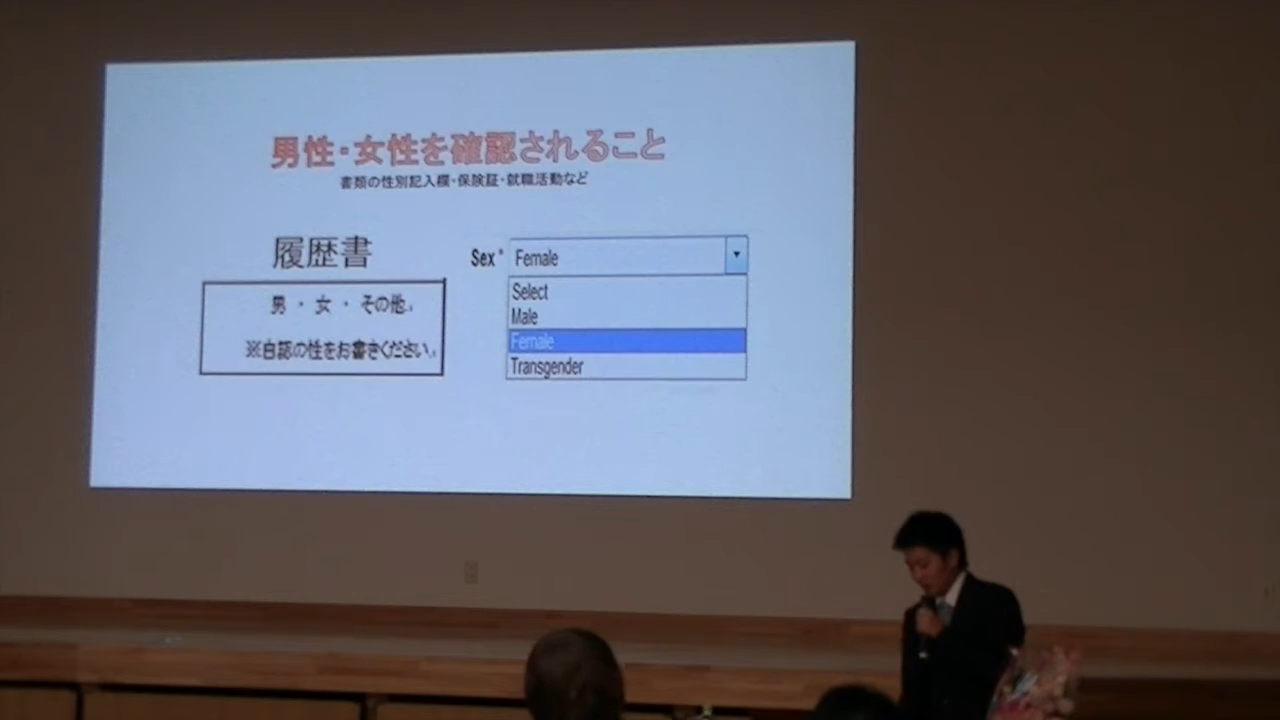 男性・女性を確認されること
書類の性別記入欄・保険証・就職活動など
履歴書
男 ・ 女 ・ その他
※自認の性をお書きください。
Sex * Female
Select
Male
Female
Transgender